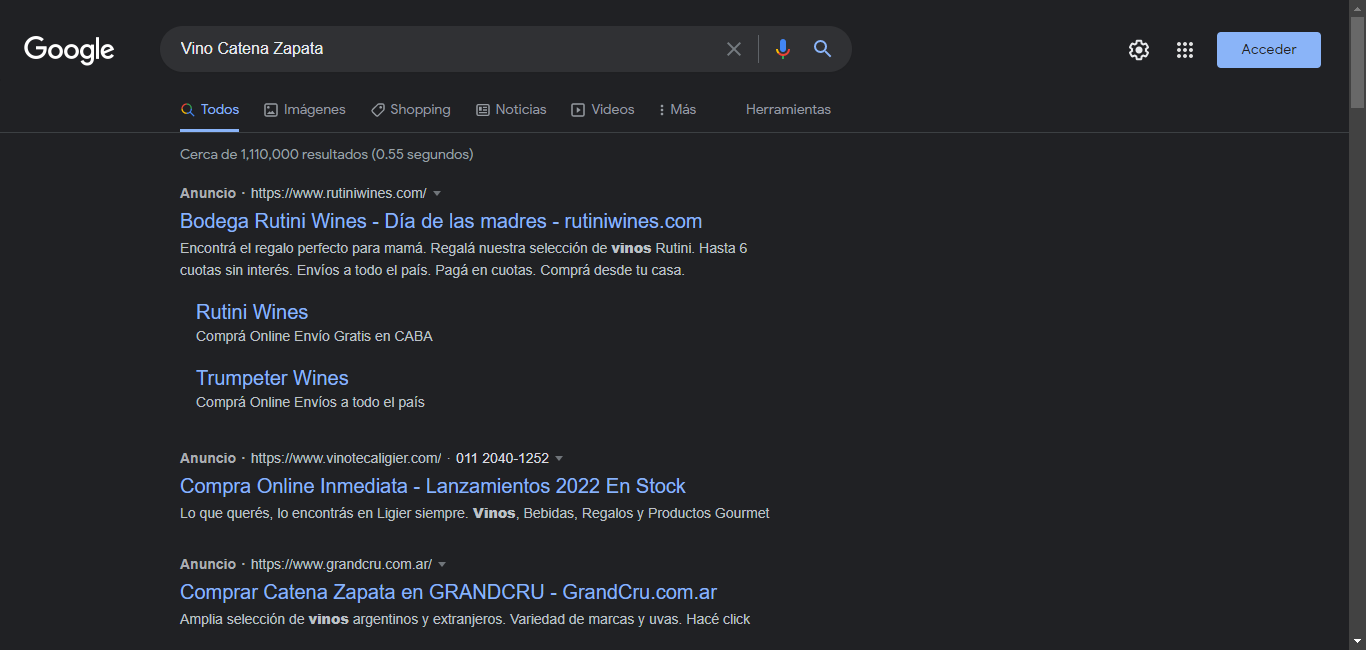 Google
Vino Catena Zapata
Acceder
Todos Imágenes Shopping Noticias Videos Más Herramientas
Cerca de 1,110,000 resultados (0.55 segundos)
Anuncio · https://www.rutiniwines.com/
Bodega Rutini Wines - Día de las madres - rutiniwines.com
Encontrá el regalo perfecto para mamá. Regalá nuestra selección de vinos Rutini. Hasta 6
cuotas sin interés. Envíos a todo el país. Pagá en cuotas. Comprá desde tu casa.
Rutini Wines
Comprá Online Envío Gratis en CABA
Trumpeter Wines
Comprá Online Envíos a todo el país
Anuncio · https://www.vinotecaligier.com/ · 011 2040-1252
Compra Online Inmediata - Lanzamientos 2022 En Stock
Lo que querés, lo encontrás en Ligier siempre. Vinos, Bebidas, Regalos y Productos Gourmet
Anuncio · https://www.grandcru.com.ar/
Comprar Catena Zapata en GRANDCRU - GrandCru.com.ar
Amplia selección de vinos argentinos y extranjeros. Variedad de marcas y uvas. Hacé click